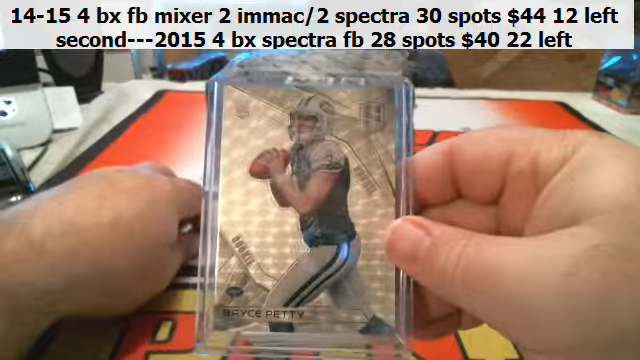 14-15 4 bx fb mixer 2 immac/2 spectra 30 spots $44 12 left
second---2015 4 bx spectra fb 28 spots $40 22 left
BRYCE PETTY